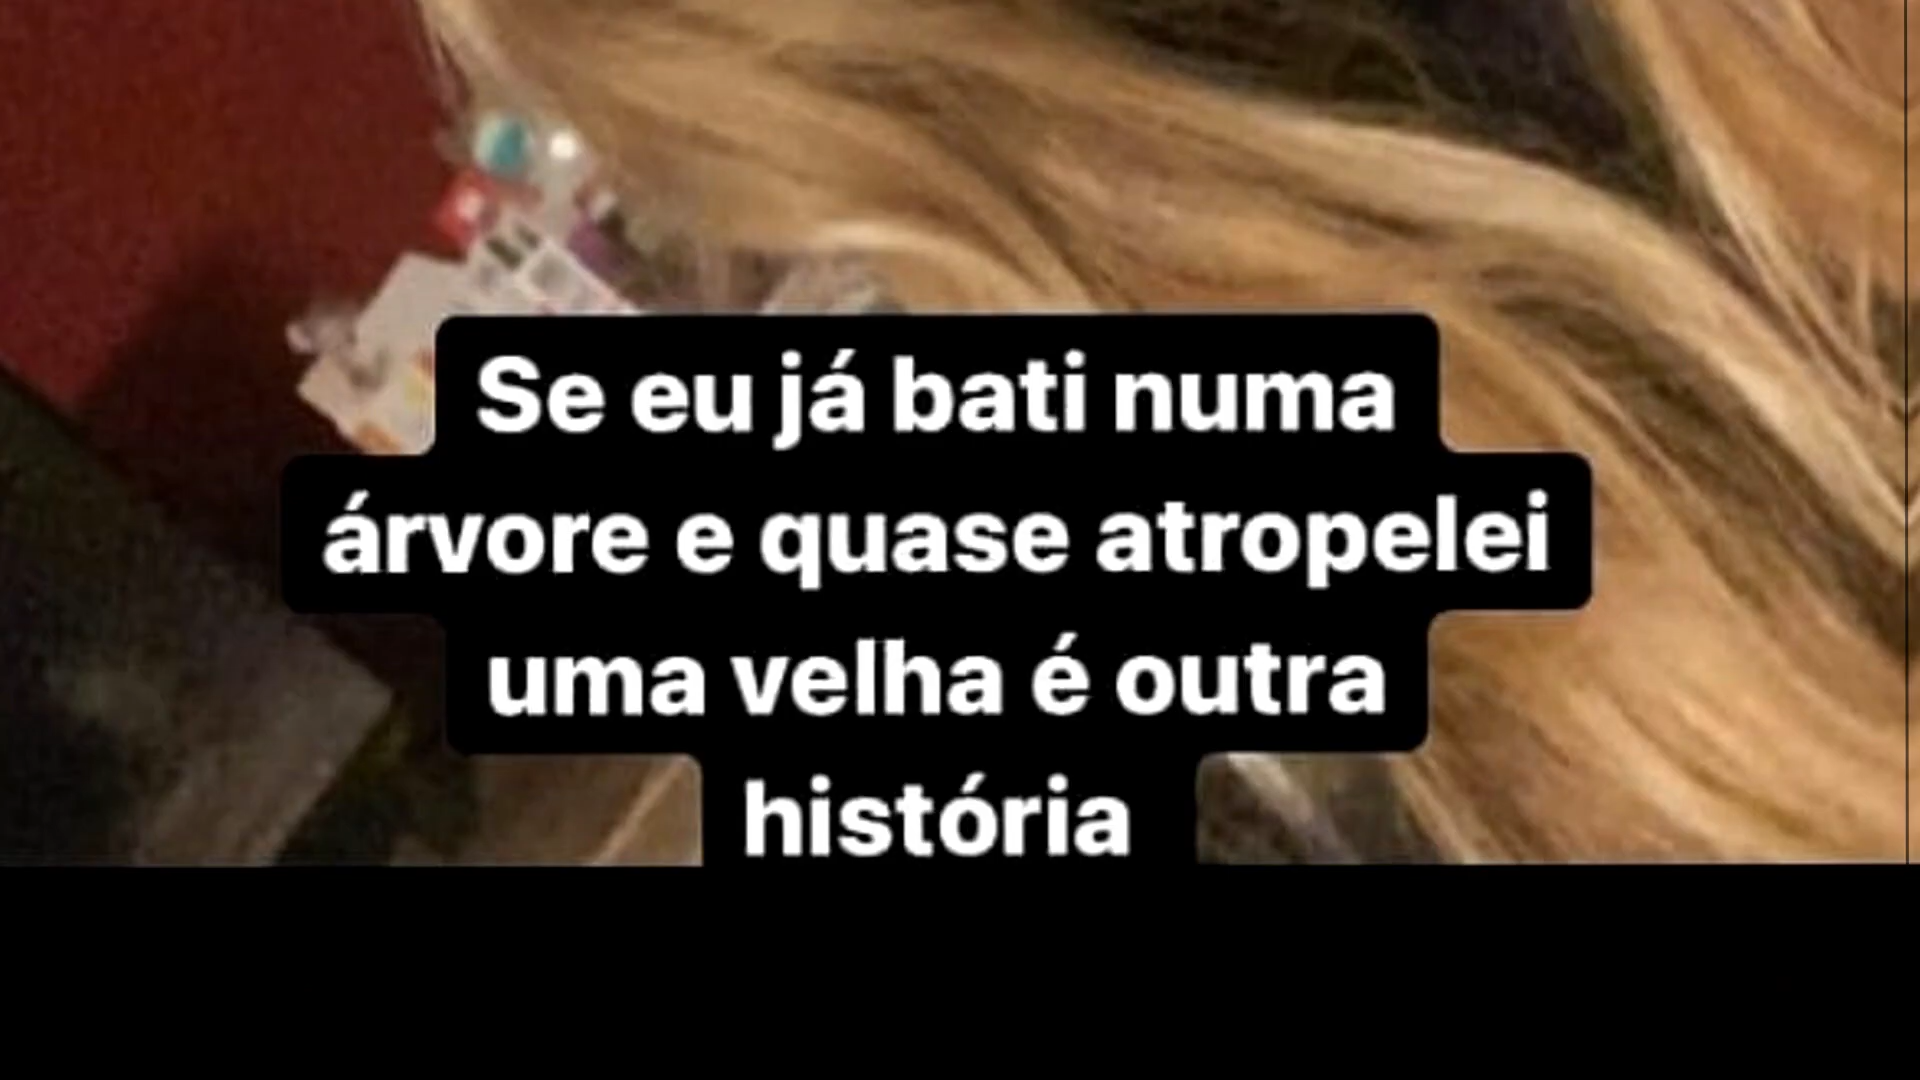 Se eu já bati numa
árvore e quase atropelei
uma velha é outra
história